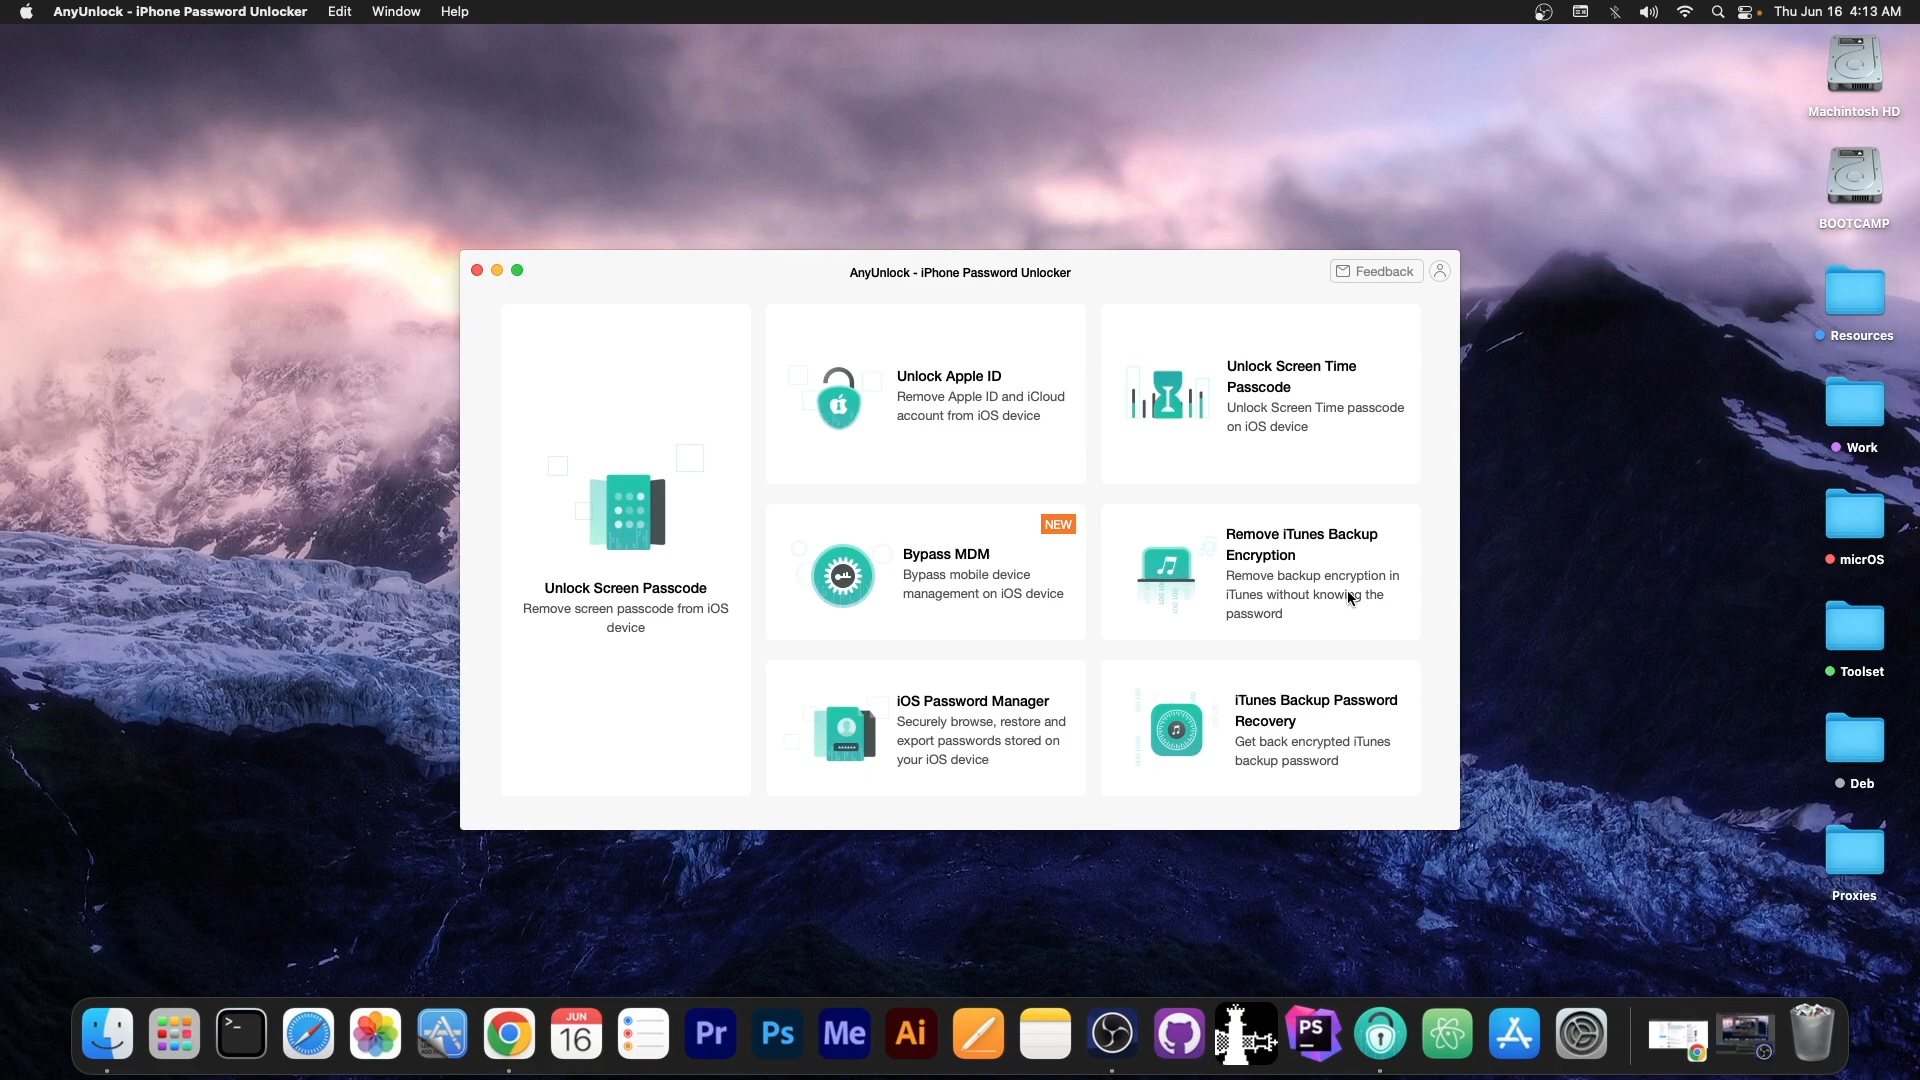 AnyUnlock - iPhone Password Unlocker Edit Window Help
Thu Jun 16 4:13 AM
Machintosh HD
BOOTCAMP
Resources
Work
micrOS
Toolset
Deb
Proxies
AnyUnlock - iPhone Password Unlocker
Feedback
Unlock Screen Passcode
Remove screen passcode from iOS
device
Unlock Apple ID
Remove Apple ID and iCloud
account from iOS device
Unlock Screen Time
Passcode
Unlock Screen Time passcode
on iOS device
NEW
Bypass MDM
Bypass mobile device
management on iOS device
Remove iTunes Backup
Encryption
Remove backup encryption in
iTunes without knowing the
password
iOS Password Manager
Securely browse, restore and
export passwords stored on
your iOS device
iTunes Backup Password
Recovery
Get back encrypted iTunes
backup password
JUN
16
Pr
Ps
Me
Ai
PS